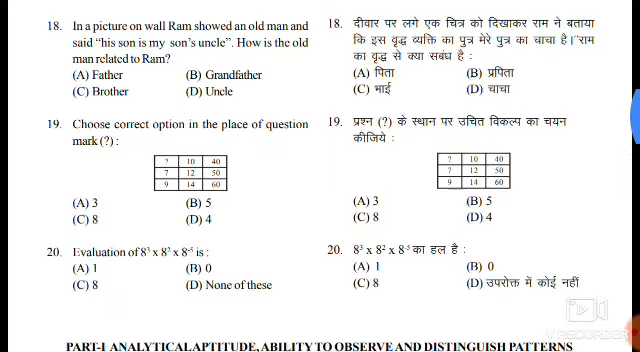 18. In a picture on wall Ram showed an old man and
said “his son is my son’s uncle”. How is the old
man related to Ram?
(A) Father (B) Grandfather
(C) Brother (D) Uncle
19. Choose correct option in the place of question
mark (?) :
? 10 40
7 12 50
9 14 60
(A) 3 (B) 5
(C) 8 (D) 4
20. Evaluation of 8³ x 8² x 8⁻⁵ is :
(A) 1 (B) 0
(C) 8 (D) None of these
18. दीवार पर लगे एक चित्र को दिखाकर राम ने बताया
कि इस वृद्ध व्यक्ति का पुत्र मेरे पुत्र का चाचा है।"राम
का वृद्ध से क्या सबंध है :
(A) पिता (B) प्रपिता
(C) भाई (D) चाचा
19. प्रश्न (?) के स्थान पर उचित विकल्प का चयन
कीजिये :
? 10 40
7 12 50
9 14 60
(A) 3 (B) 5
(C) 8 (D) 4
20. 8³ x 8² x 8⁻⁵ का हल है :
(A) 1 (B) 0
(C) 8 (D) उपरोक्त में कोई नहीं
V RECORDER
PART-I ANALYTICAL APTITUDE, ABILITY TO OBSERVE AND DISTINGUISH PATTERNS